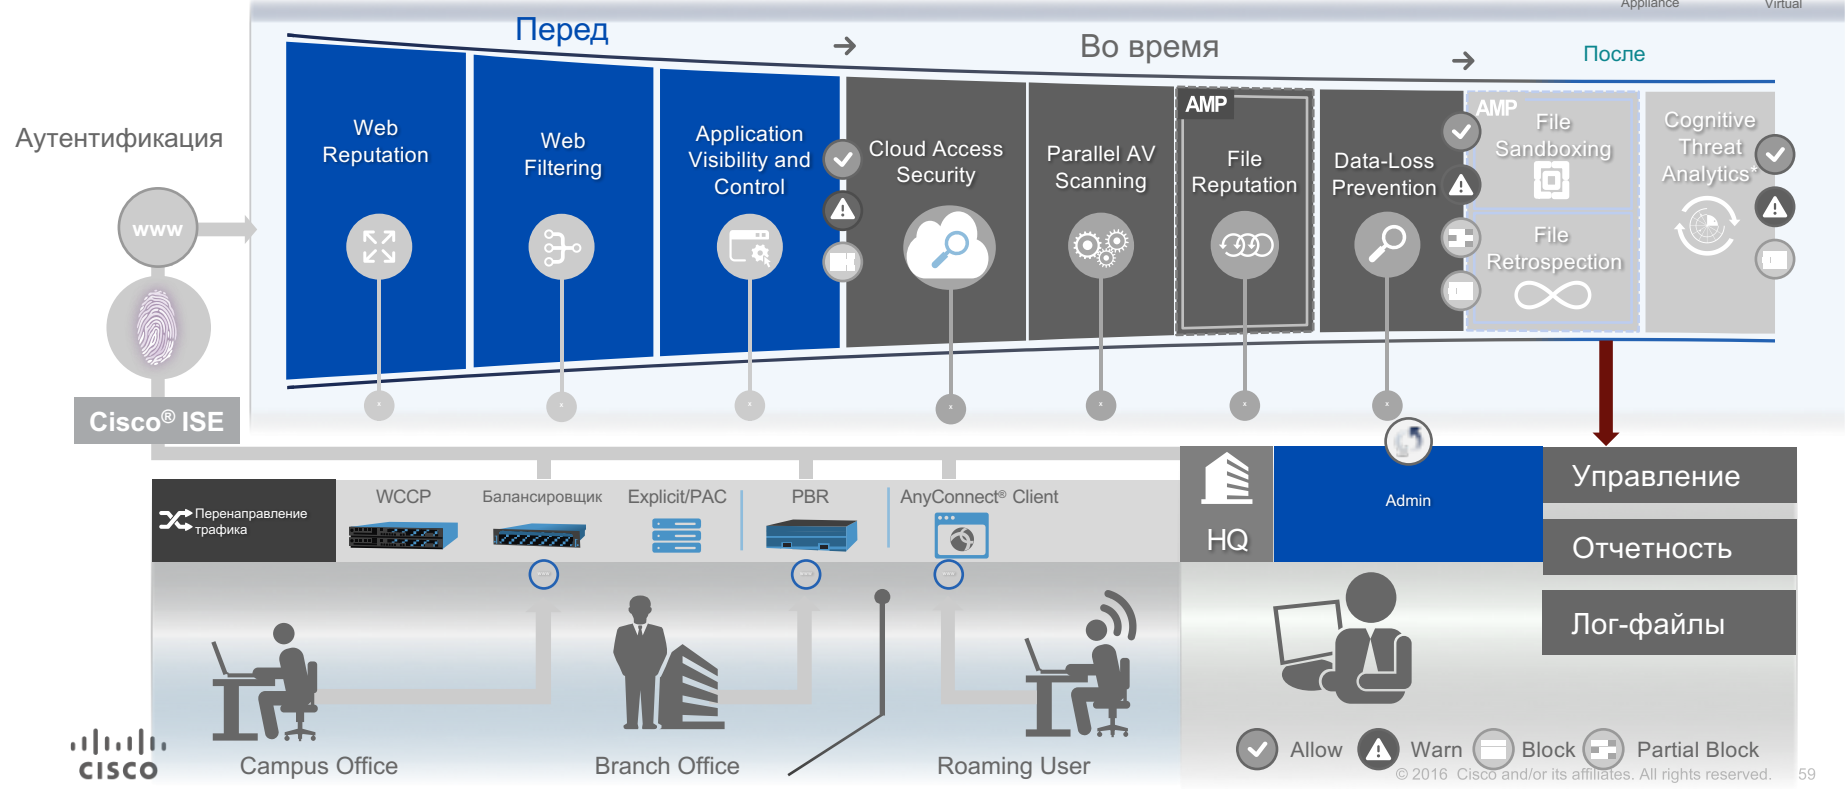 Appliance
Virtual
Перед
Во время
После
Аутентификация
www
Cisco® ISE
Web
Reputation
Web
Filtering
Application
Visibility and
Control
Cloud Access
Security
Parallel AV
Scanning
AMP
File
Reputation
Data-Loss
Prevention
AMP
File
Sandboxing
File
Retrospection
Cognitive
Threat
Analytics*
x
x
x
x
x
x
x
Перенаправление
трафика
WCCP
Балансировщик
Explicit/PAC
PBR
AnyConnect® Client
www
www
www
HQ
Admin
Управление
Отчетность
Лог-файлы
Campus Office
Branch Office
Roaming User
Allow
Warn
Block
Partial Block
CISCO
© 2016 Cisco and/or its affiliates. All rights reserved.
59